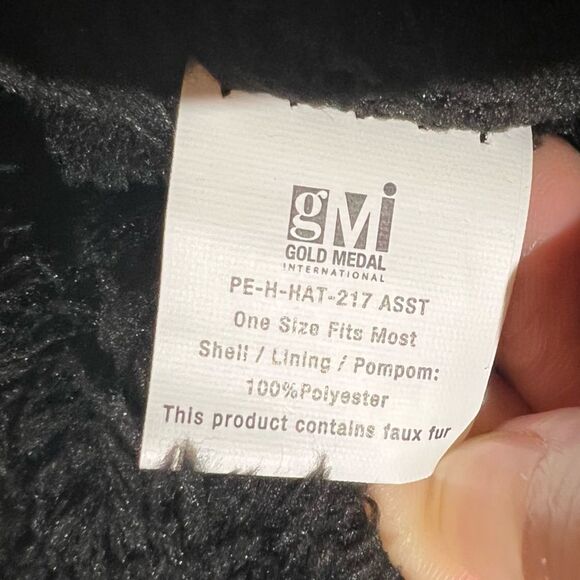 gMi
GOLD MEDAL
INTERNATIONAL
PE-H-HAT-217 ASST
One Size Fits Most
Shell / Lining / Pompom:
100%Polyester
This product contains faux fur